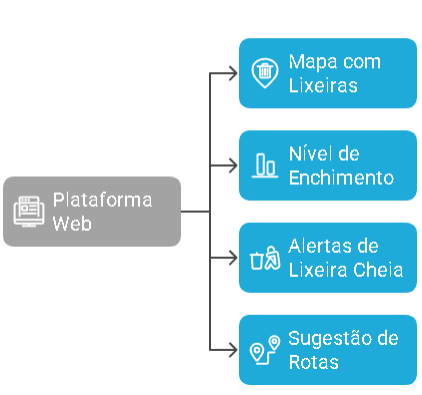 Plataforma
Web
Mapa com
Lixeiras
Nível de
Enchimento
Alertas de
Lixeira Cheia
Sugestão de
Rotas